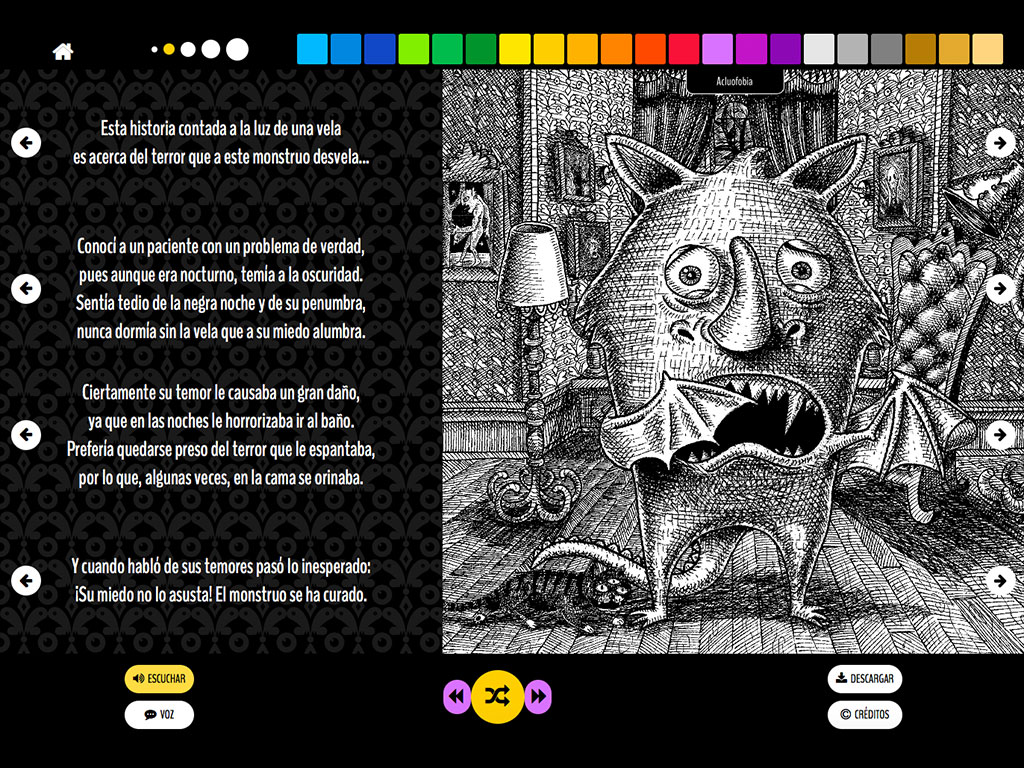 Acluofobia
Esta historia contada a la luz de una vela
es acerca del terror que a este monstruo desvela...
Conocí a un paciente con un problema de verdad,
pues aunque era nocturno, temía a la oscuridad.
Sentía tedio de la negra noche y de su penumbra,
nunca dormía sin la vela que a su miedo alumbra.
Ciertamente su temor le causaba un gran daño,
ya que en las noches le horrorizaba ir al baño.
Prefería quedarse preso del terror que le espantaba,
por lo que, algunas veces, en la cama se orinaba.
Y cuando habló de sus temores pasó lo inesperado:
¡Su miedo no lo asusta! El monstruo se ha curado.
ESCUCHAR
VOZ
DESCARGAR
© CRÉDITOS